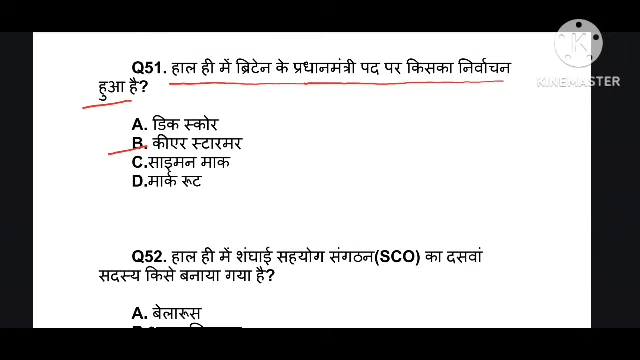 Q51. हाल ही में ब्रिटेन के प्रधानमंत्री पद पर किसका निर्वाचन
हुआ है?
A. डिक स्कोर
B. कीएर स्टारमर
C.साइमन माक
D.मार्क रूट
Q52. हाल ही में शंघाई सहयोग संगठन(SCO) का दसवां
सदस्य किसे बनाया गया है?
A. बेलारूस
KINEMASTER